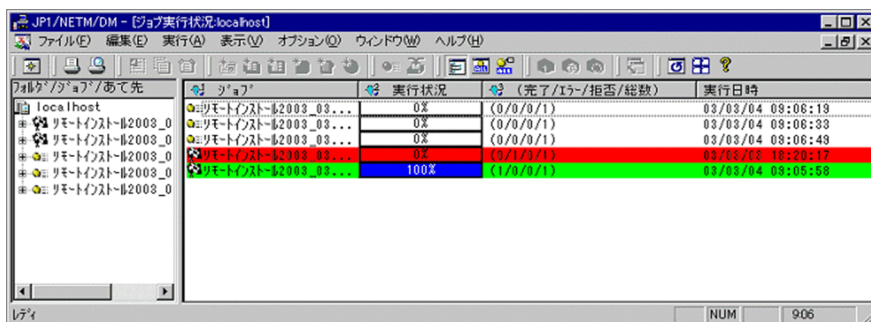 JP1/NETM/DM - [ジョブ実行状況:localhost]
ファイル(F) 編集(E) 実行(A) 表示(V) オプション(O) ウィンドウ(W) ヘルプ(H)
フォルダ/ジョブ/あて先
localhost
リモートインストール2003_0
リモートインストール2003_0
リモートインストール2003_0
リモートインストール2003_0
リモートインストール2003_0
ジョブ 実行状況 (完了/エラー/拒否/総数) 実行日時
リモートインストール2003_03... 0% (0/0/0/1) 03/03/04 09:06:19
リモートインストール2003_03... 0% (0/0/0/1) 03/03/04 09:06:33
リモートインストール2003_03... 0% (0/0/0/1) 03/03/04 09:06:49
リモートインストール2003_03... 0% (0/1/0/1) 03/03/03 18:20:17
リモートインストール2003_03... 100% (1/0/0/1) 03/03/04 09:05:58
レディ
NUM 9:06